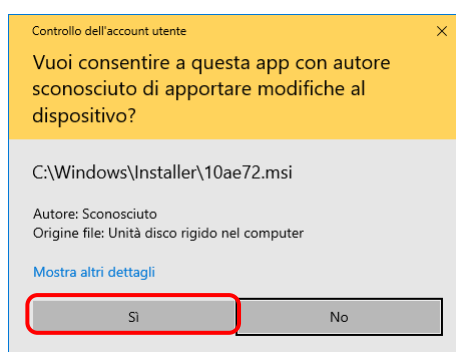 Controllo dell'account utente
Vuoi consentire a questa app con autore
sconosciuto di apportare modifiche al
dispositivo?
C:\Windows\Installer\10ae72.msi
Autore: Sconosciuto
Origine file: Unità disco rigido nel computer
Mostra altri dettagli
Sì
No